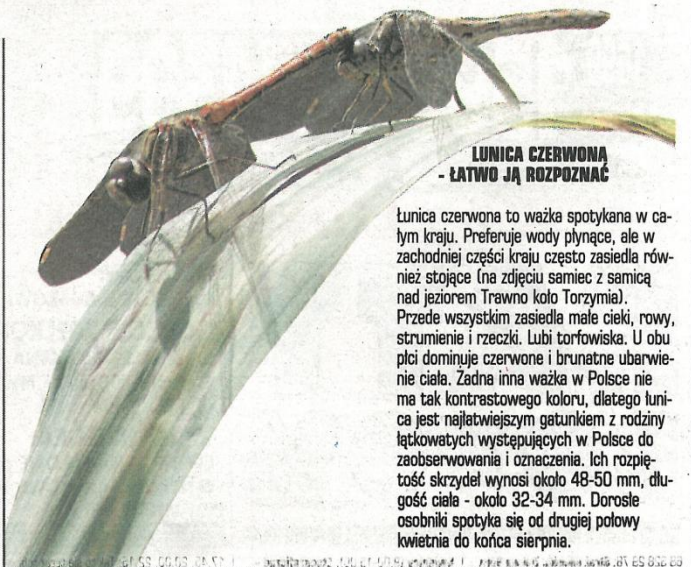 LUNICA CZERWONA
- ŁATWO JĄ ROZPOZNAĆ
Łunica czerwona to ważka spotykana w ca-
łym kraju. Preferuje wody płynące, ale w
zachodniej części kraju często zasiedla rów-
nież stojące (na zdjęciu samiec z samicą
nad jeziorem Trawno koło Torzymia).
Przede wszystkim zasiedla małe cieki, rowy,
strumienie i rzeczki. Lubi torfowiska. U obu
płci dominuje czerwone i brunatne ubarwie-
nie ciała. Żadna inna ważka w Polsce nie
ma tak kontrastowego koloru, dlatego łuni-
ca jest najłatwiejszym gatunkiem z rodziny
łątkowatych występujących w Polsce do
zaobserwowania i oznaczenia. Ich rozpię-
tość skrzydeł wynosi około 48-50 mm, dłu-
gość ciała - około 32-34 mm. Dorosłe
osobniki spotyka się od drugiej połowy
kwietnia do końca sierpnia.